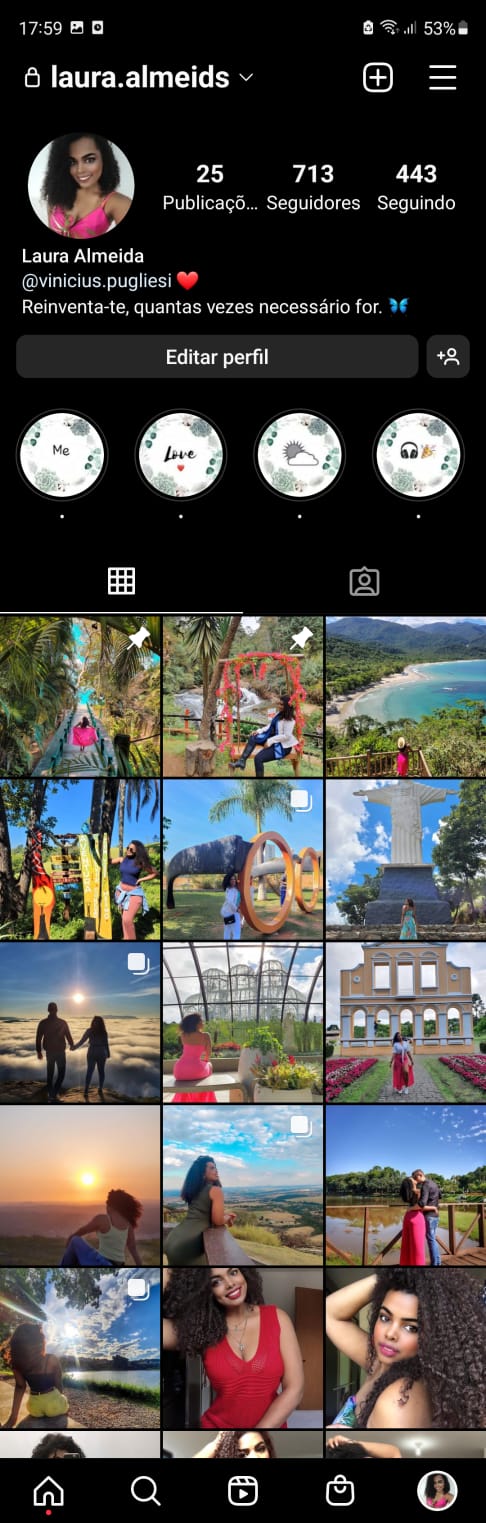 17:59 53%
laura.almeids
25 713 443
Publicaçõ... Seguidores Seguindo
Laura Almeida
@vinicius.pugliesi ❤️
Reinventa-te, quantas vezes necessário for. 🦋
Editar perfil
Me Love